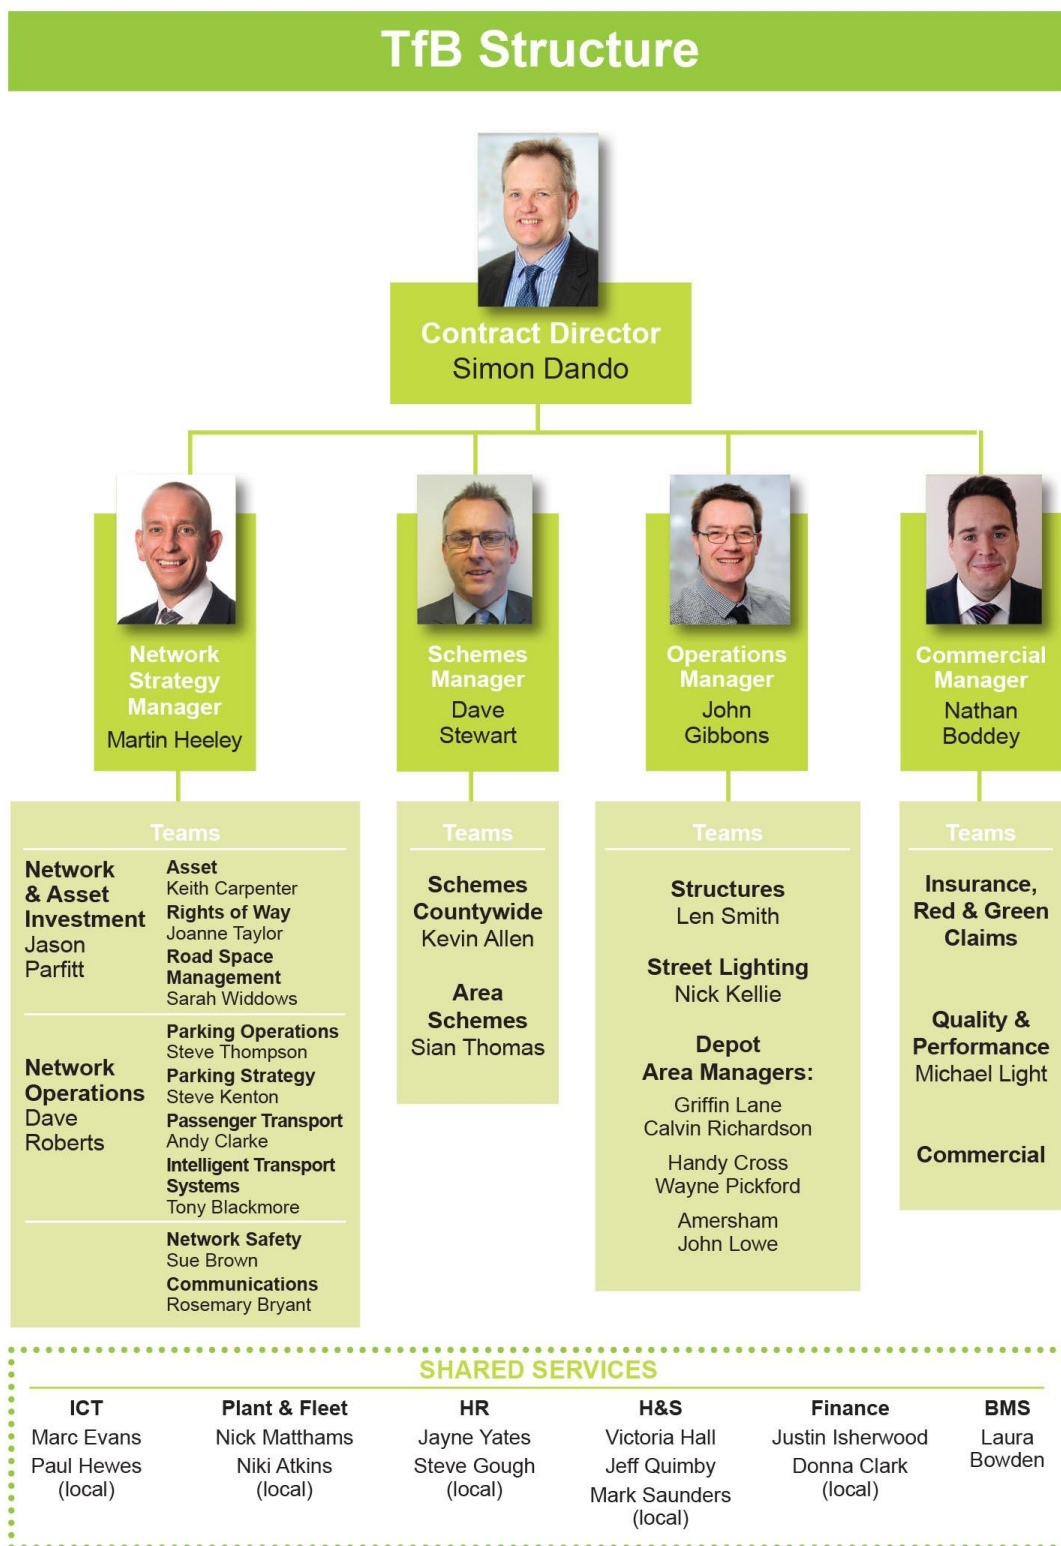 TfB Structure
Contract Director
Simon Dando
Network
Strategy
Manager
Martin Heeley
Schemes
Manager
Dave
Stewart
Operations
Manager
John
Gibbons
Commercial
Manager
Nathan
Boddey
Teams
Network
& Asset
Investment
Jason
Parfitt
Asset
Keith Carpenter
Rights of Way
Joanne Taylor
Road Space
Management
Sarah Widdows
Network
Operations
Dave
Roberts
Parking Operations
Steve Thompson
Parking Strategy
Steve Kenton
Passenger Transport
Andy Clarke
Intelligent Transport
Systems
Tony Blackmore
Network Safety
Sue Brown
Communications
Rosemary Bryant
Teams
Schemes
Countywide
Kevin Allen
Area
Schemes
Sian Thomas
Teams
Structures
Len Smith
Street Lighting
Nick Kellie
Depot
Area Managers:
Griffin Lane
Calvin Richardson
Handy Cross
Wayne Pickford
Amersham
John Lowe
Teams
Insurance,
Red & Green
Claims
Quality &
Performance
Michael Light
Commercial
SHARED SERVICES
ICT
Marc Evans
Paul Hewes
(local)
Plant & Fleet
Nick Matthams
Niki Atkins
(local)
HR
Jayne Yates
Steve Gough
(local)
H&S
Victoria Hall
Jeff Quimby
Mark Saunders
(local)
Finance
Justin Isherwood
Donna Clark
(local)
BMS
Laura
Bowden